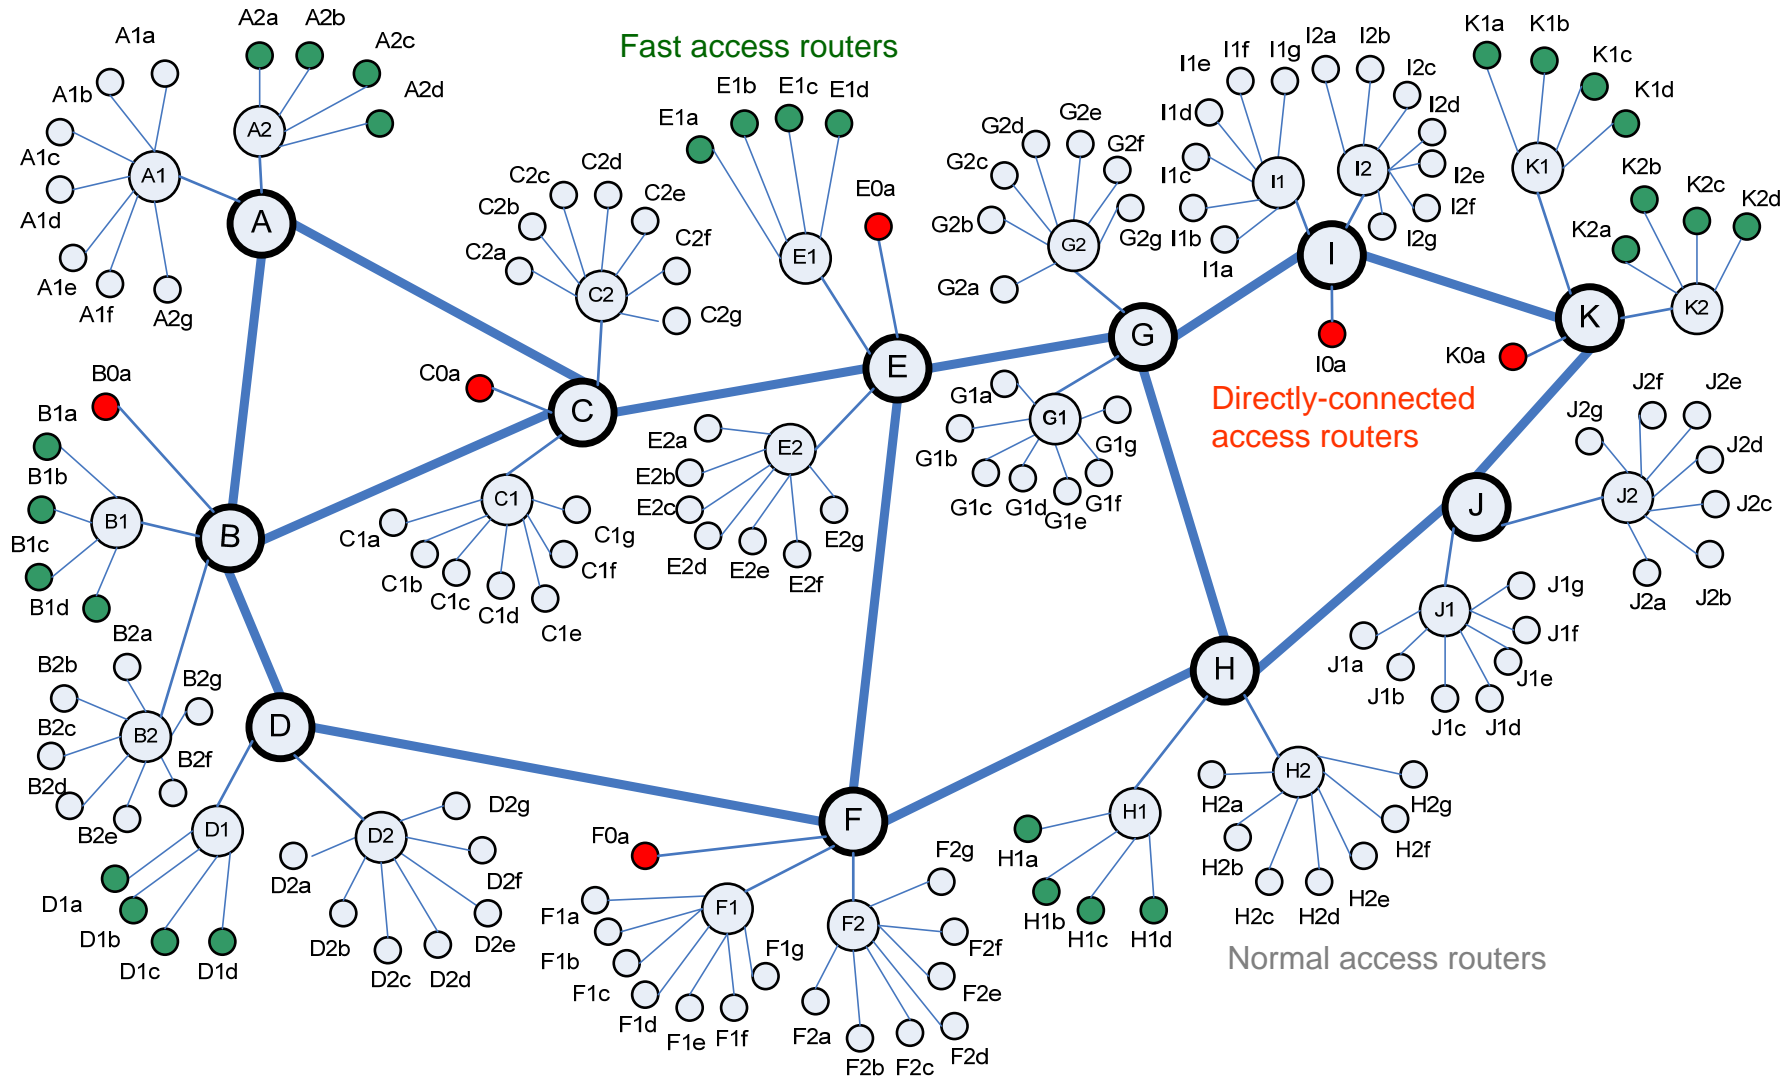 A2a
A2b
A1a
A2c
Fast access routers
A1b
A2d
A2
A1c
A1
A1d
A
A1e
A1f
A2g
E1b
E1c
E1d
E1a
E0a
E1
E
C2d
C2c
C2e
C2b
C2f
C2a
C2
C2g
C0a
C
G2d
G2e
G2c
G2f
G2b
G2
G2g
G2a
G
I1f
I1g
I2a
I2b
I1e
I2c
I1d
I2d
I1c
I1
I2
I2e
I2f
I1b
I2g
I1a
I
I0a
K1a
K1b
K1c
K1d
K1
K2b
K2c
K2d
K2a
K2
K
K0a
Directly-connected
access routers
B0a
B1a
B1b
B1
B1c
B
B1d
B2a
B2b
B2g
B2c
B2
B2f
B2d
B2e
C1
C1a
C1g
C1b
C1f
C1c
C1d
C1e
E2a
E2
E2b
E2c
E2g
E2d
E2e
E2f
G1a
G1
G1g
G1b
G1c
G1d
G1e
G1f
J2f
J2e
J2g
J2d
J2
J2c
J
J2a
J2b
J1g
J1
J1f
J1a
J1e
J1b
J1c
J1d
D
D1
D2g
D2
D2a
D2f
D1a
D1b
D1c
D1d
D2b
D2e
D2c
D2d
F
F0a
F2g
F1
F1a
F2
F2f
F1b
F1g
F1c
F2e
F1d
F1e
F1f
F2a
F2b
F2c
F2d
H
H2
H2a
H2g
H1
H1a
H2b
H2f
H1b
H1c
H1d
H2c
H2d
H2e
Normal access routers